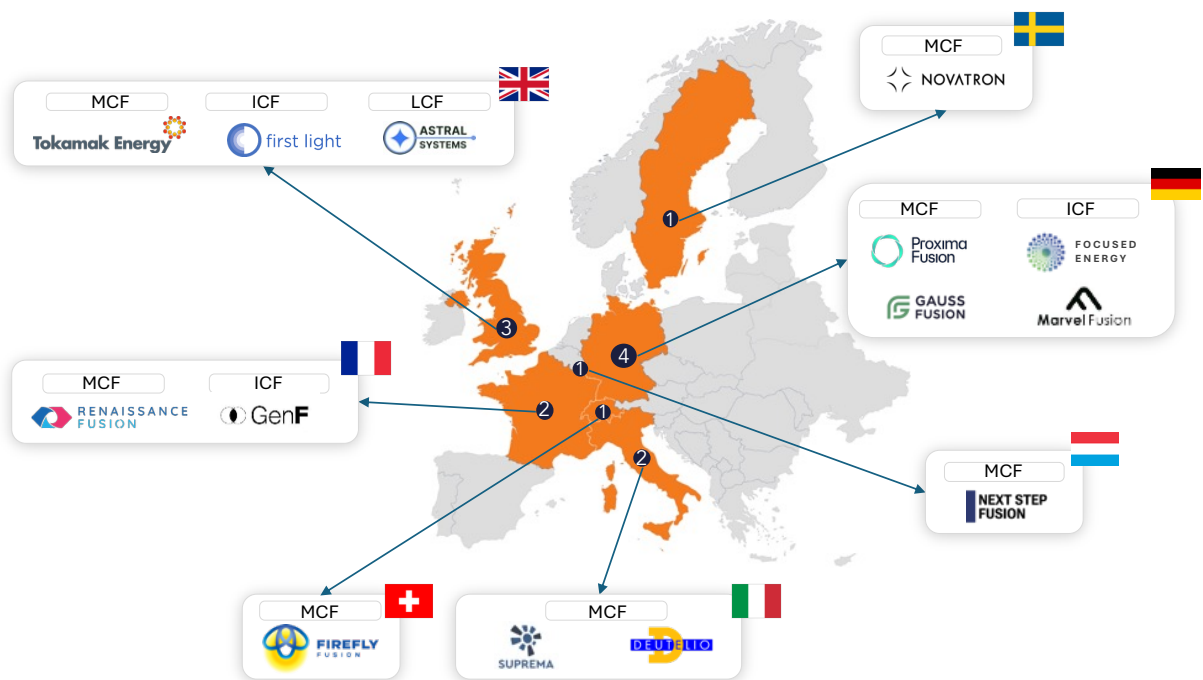 MCF
NOVATRON
MCF ICF LCF
Tokamak Energy
first light
ASTRAL
SYSTEMS
MCF ICF
Proxima
Fusion
FOCUSED
ENERGY
GAUSS
FUSION
Marvel Fusion
1
3
4
1
2
1
2
MCF ICF
RENAISSANCE
FUSION
GenF
MCF
NEXT STEP
FUSION
MCF
FIREFLY
FUSION
MCF
SUPREMA
DEUTELIO